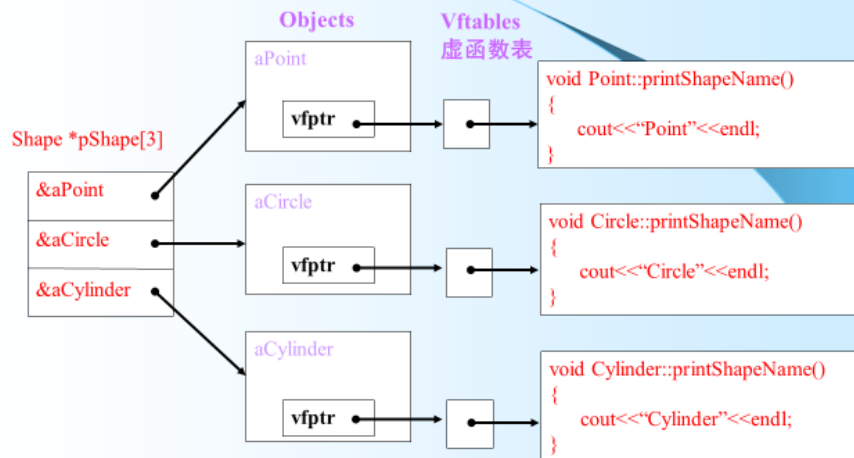 Objects
Vftables
虚函数表
Shape *pShape[3]
&aPoint
&aCircle
&aCylinder
aPoint
vfptr
void Point::printShapeName()
{
cout<<“Point”<<endl;
}
aCircle
vfptr
void Circle::printShapeName()
{
cout<<“Circle”<<endl;
}
aCylinder
vfptr
void Cylinder::printShapeName()
{
cout<<“Cylinder”<<endl;
}